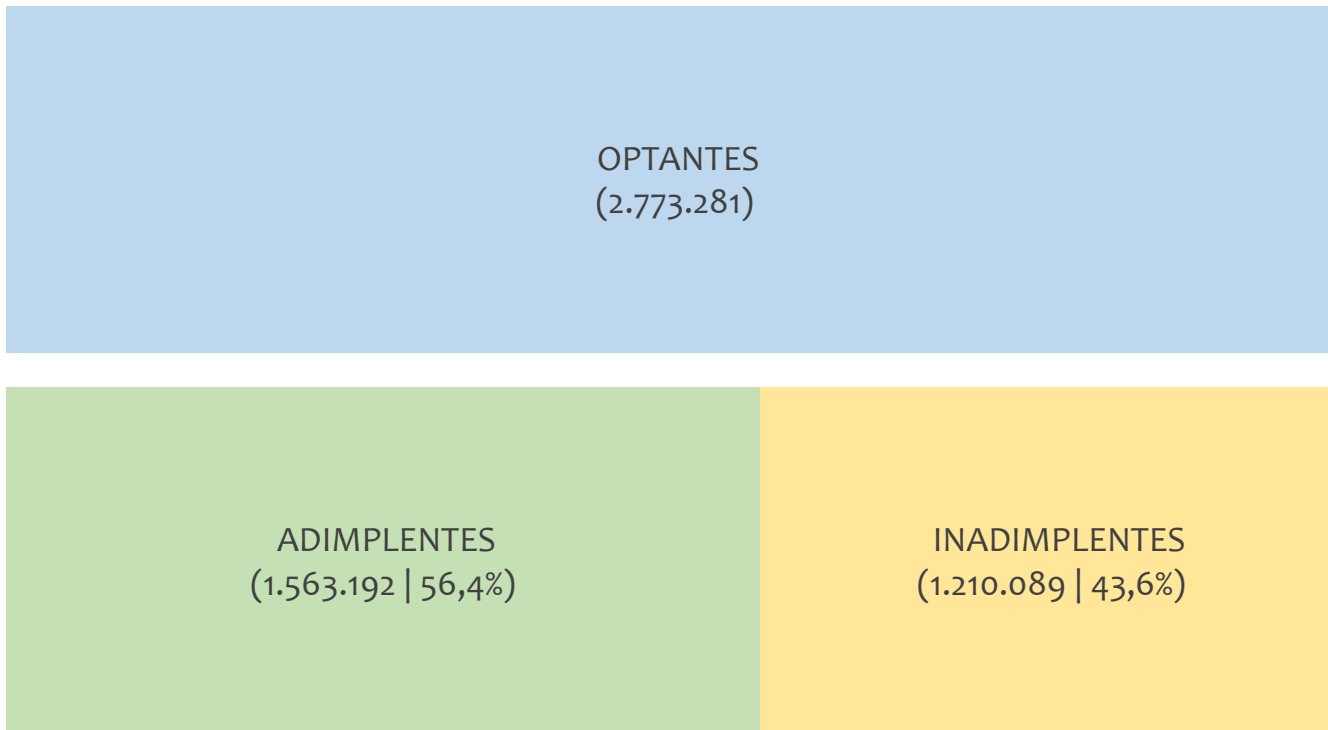 OPTANTES
(2.773.281)
ADIMPLENTES
(1.563.192 | 56,4%)
INADIMPLENTES
(1.210.089 | 43,6%)